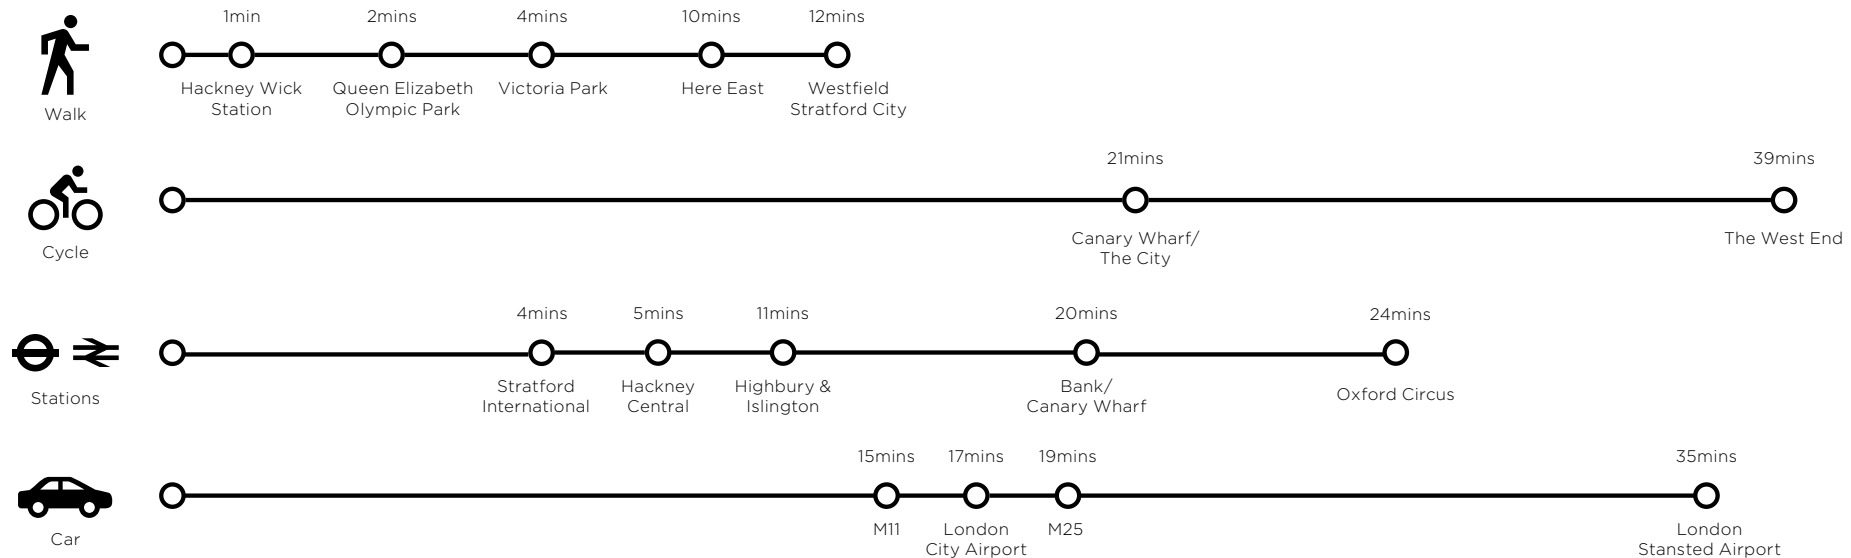 1min 2mins 4mins 10mins 12mins
Hackney Wick Queen Elizabeth Victoria Park Here East Westfield
Station Olympic Park Stratford City
Walk
21mins 39mins
Canary Wharf/ The West End
The City
Cycle
4mins 5mins 11mins 20mins 24mins
Stratford Hackney Highbury & Bank/ Oxford Circus
International Central Islington Canary Wharf
Stations
15mins 17mins 19mins 35mins
M11 London M25 London
City Airport Stansted Airport
Car